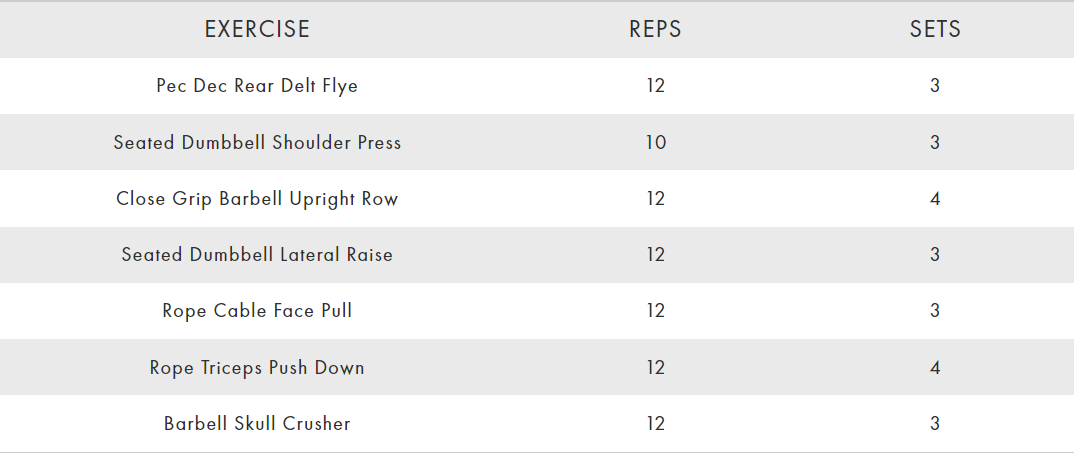 EXERCISE REPS SETS
Pec Dec Rear Delt Flye 12 3
Seated Dumbbell Shoulder Press 10 3
Close Grip Barbell Upright Row 12 4
Seated Dumbbell Lateral Raise 12 3
Rope Cable Face Pull 12 3
Rope Triceps Push Down 12 4
Barbell Skull Crusher 12 3